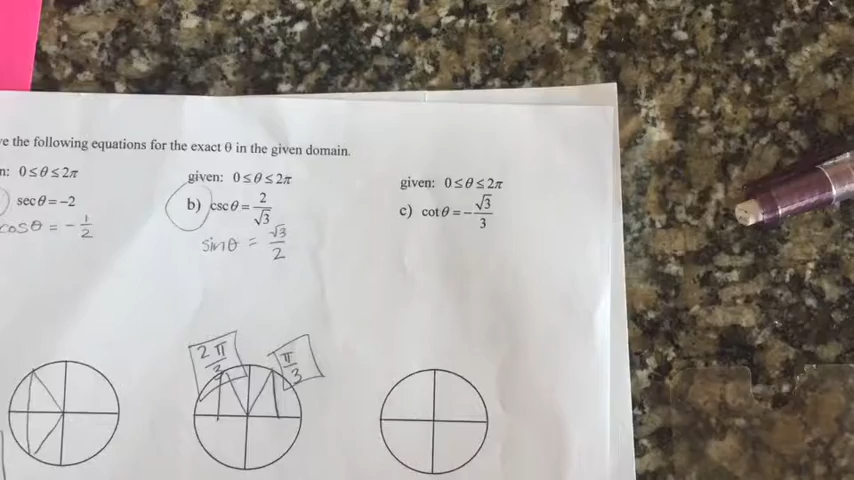 ve the following equations for the exact θ in the given domain.
n: 0 ≤ θ ≤ 2π
sec θ = -2
cos θ = - 1/2
given: 0 ≤ θ ≤ 2π
b) csc θ = 2/√3
sin θ = √3/2
2π/3
π/3
given: 0 ≤ θ ≤ 2π
c) cot θ = - √3/3